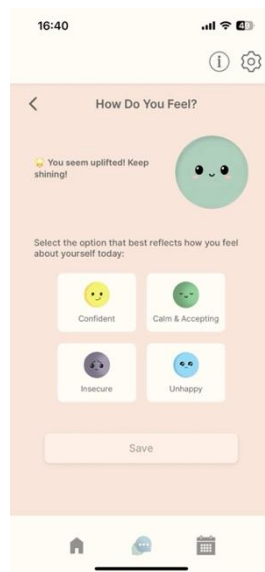 16:40
How Do You Feel?
You seem uplifted! Keep
shining!
Select the option that best reflects how you feel
about yourself today:
Confident
Calm & Accepting
Insecure
Unhappy
Save